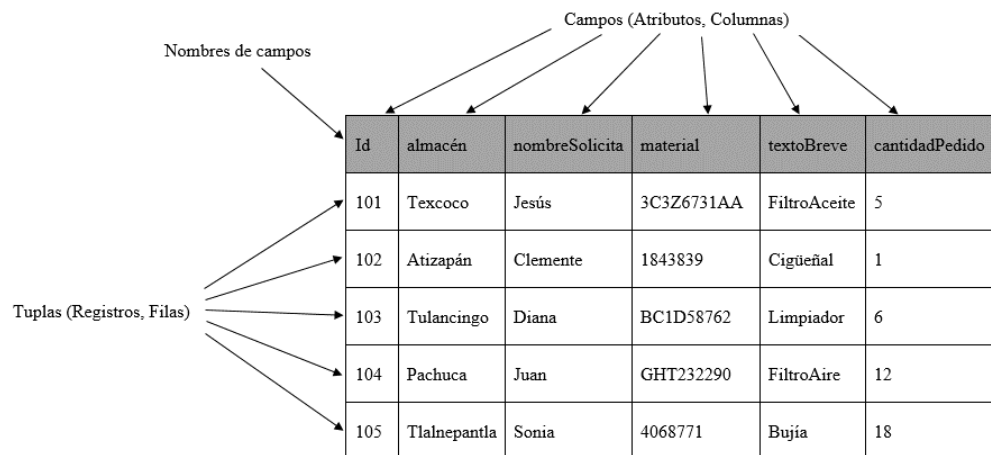 Campos (Atributos, Columnas)
Nombres de campos
Id almacén nombreSolicita material textoBreve cantidadPedido
101 Texcoco Jesús 3C3Z6731AA FiltroAceite 5
102 Atizapán Clemente 1843839 Cigüeñal 1
Tuplas (Registros, Filas) 103 Tulancingo Diana BC1D58762 Limpiador 6
104 Pachuca Juan GHT232290 FiltroAire 12
105 Tlalnepantla Sonia 4068771 Bujía 18